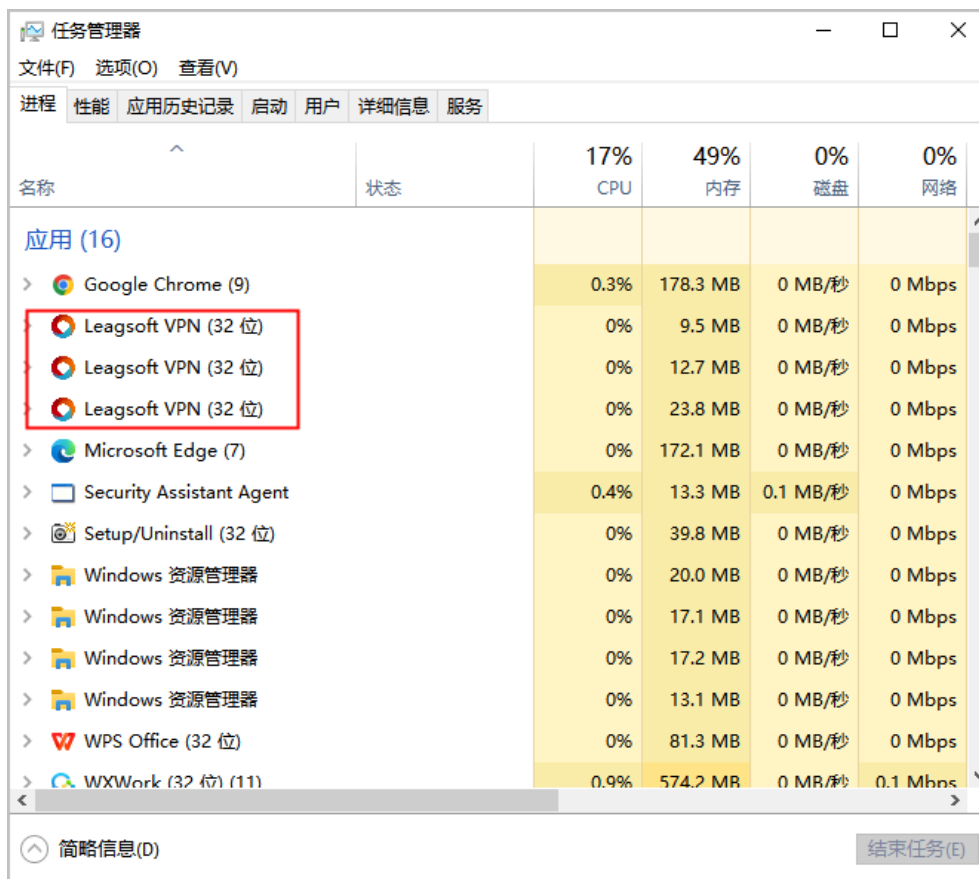 任务管理器
文件(F) 选项(O) 查看(V)
进程 性能 应用历史记录 启动 用户 详细信息 服务
17% 49% 0% 0%
名称 状态 CPU 内存 磁盘 网络
应用 (16)
Google Chrome (9) 0.3% 178.3 MB 0 MB/秒 0 Mbps
Leagsoft VPN (32 位) 0% 9.5 MB 0 MB/秒 0 Mbps
Leagsoft VPN (32 位) 0% 12.7 MB 0 MB/秒 0 Mbps
Leagsoft VPN (32 位) 0% 23.8 MB 0 MB/秒 0 Mbps
Microsoft Edge (7) 0% 172.1 MB 0 MB/秒 0 Mbps
Security Assistant Agent 0.4% 13.3 MB 0.1 MB/秒 0 Mbps
Setup/Uninstall (32 位) 0% 39.8 MB 0 MB/秒 0 Mbps
Windows 资源管理器 0% 20.0 MB 0 MB/秒 0 Mbps
Windows 资源管理器 0% 17.1 MB 0 MB/秒 0 Mbps
Windows 资源管理器 0% 17.2 MB 0 MB/秒 0 Mbps
Windows 资源管理器 0% 13.1 MB 0 MB/秒 0 Mbps
WPS Office (32 位) 0% 81.3 MB 0 MB/秒 0 Mbps
WXWork (32 位) (11) 0.9% 574.2 MB 0 MB/秒 0.1 Mbps
简略信息(D) 结束任务(E)